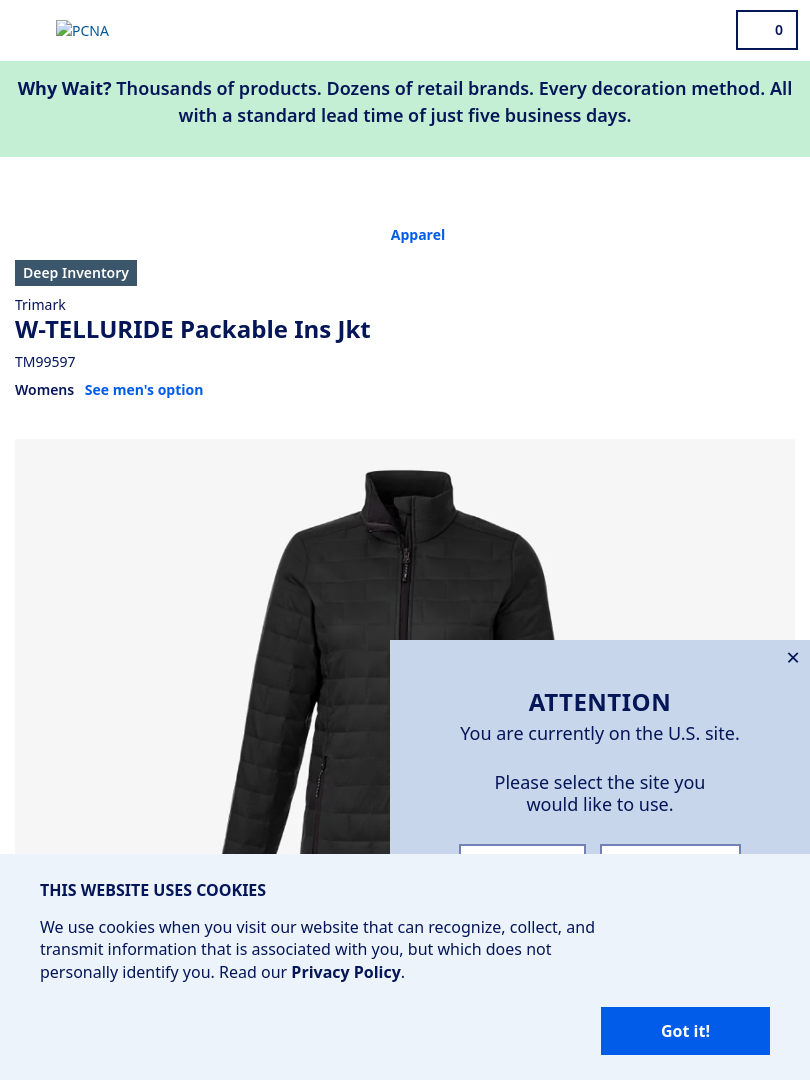 PCNA
0
Why Wait? Thousands of products. Dozens of retail brands. Every decoration method. All
with a standard lead time of just five business days.
Apparel
Deep Inventory
Trimark
W-TELLURIDE Packable Ins Jkt
TM99597
Womens See men's option
×
ATTENTION
You are currently on the U.S. site.
Please select the site you
would like to use.
THIS WEBSITE USES COOKIES
We use cookies when you visit our website that can recognize, collect, and
transmit information that is associated with you, but which does not
personally identify you. Read our Privacy Policy.
Got it!